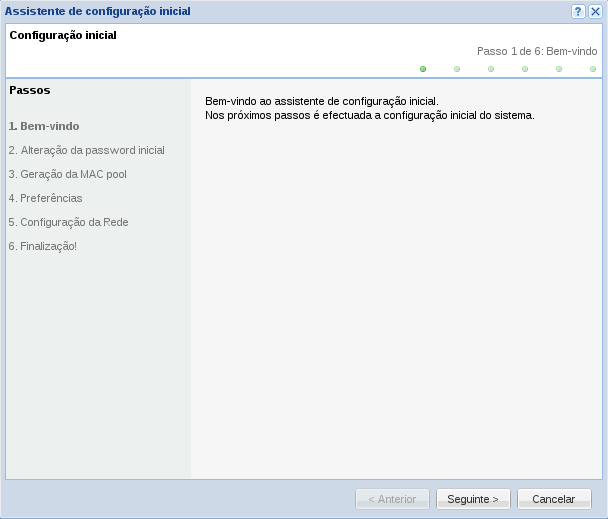 Assistente de configuração inicial
?
Configuração inicial
Passo 1 de 6: Bem-vindo
Passos
1. Bem-vindo
2. Alteração da password inicial
3. Geração da MAC pool
4. Preferências
5. Configuração da Rede
6. Finalização!
Bem-vindo ao assistente de configuração inicial.
Nos próximos passos é efectuada a configuração inicial do sistema.
< Anterior
Seguinte >
Cancelar